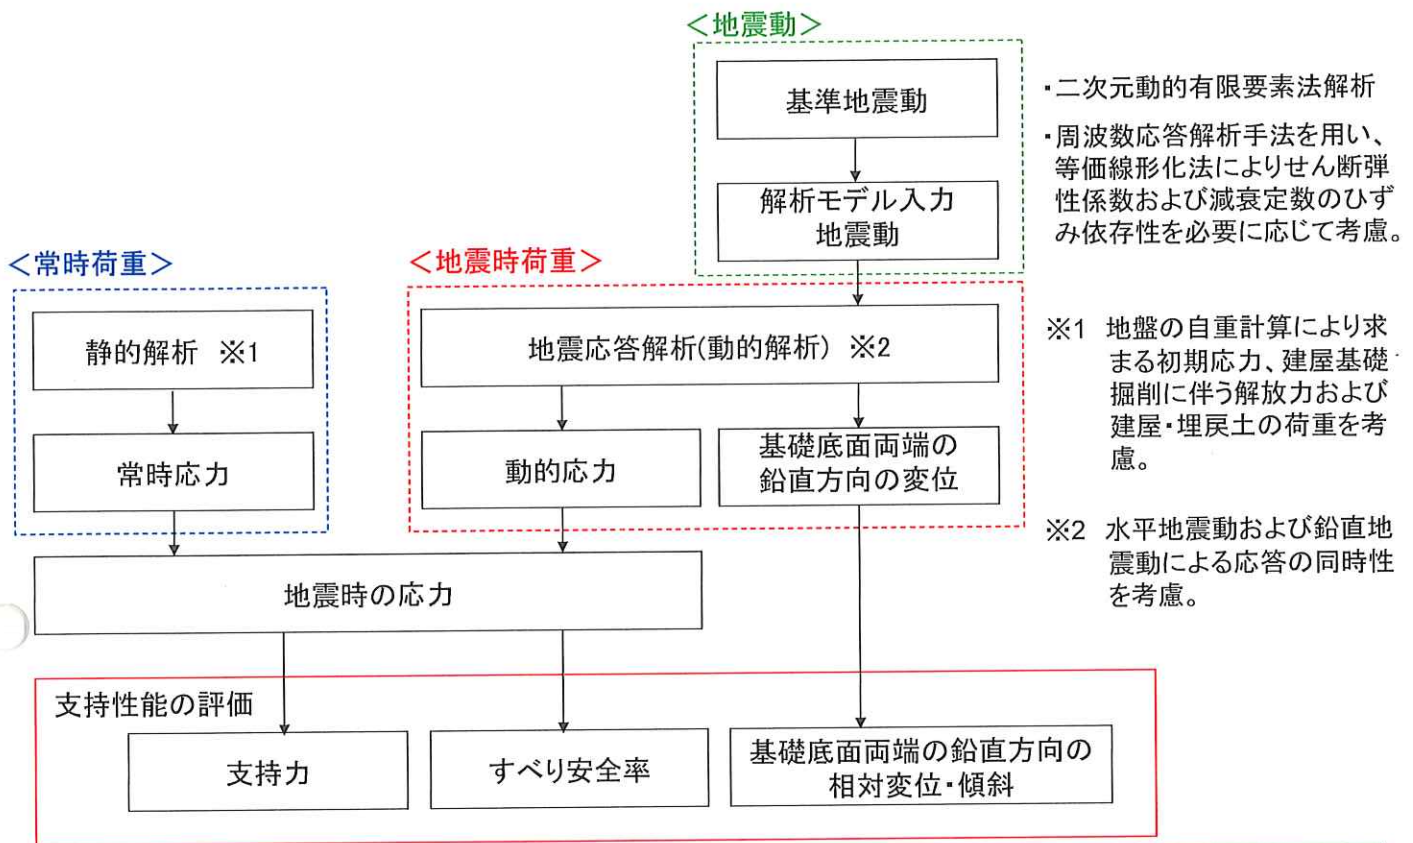 ＜地震動＞
基準地震動
解析モデル入力
地震動
・二次元動的有限要素法解析
・周波数応答解析手法を用い、
等価線形化法によりせん断弾
性係数および減衰定数のひず
み依存性を必要に応じて考慮。
＜常時荷重＞
静的解析 ※1
常時応力
＜地震時荷重＞
地震応答解析(動的解析) ※2
動的応力
基礎底面両端の
鉛直方向の変位
※1 地盤の自重計算により求
まる初期応力、建屋基礎
掘削に伴う解放力および
建屋・埋戻土の荷重を考
慮。
※2 水平地震動および鉛直地
震動による応答の同時性
を考慮。
地震時の応力
支持性能の評価
支持力
すべり安全率
基礎底面両端の鉛直方向の
相対変位・傾斜